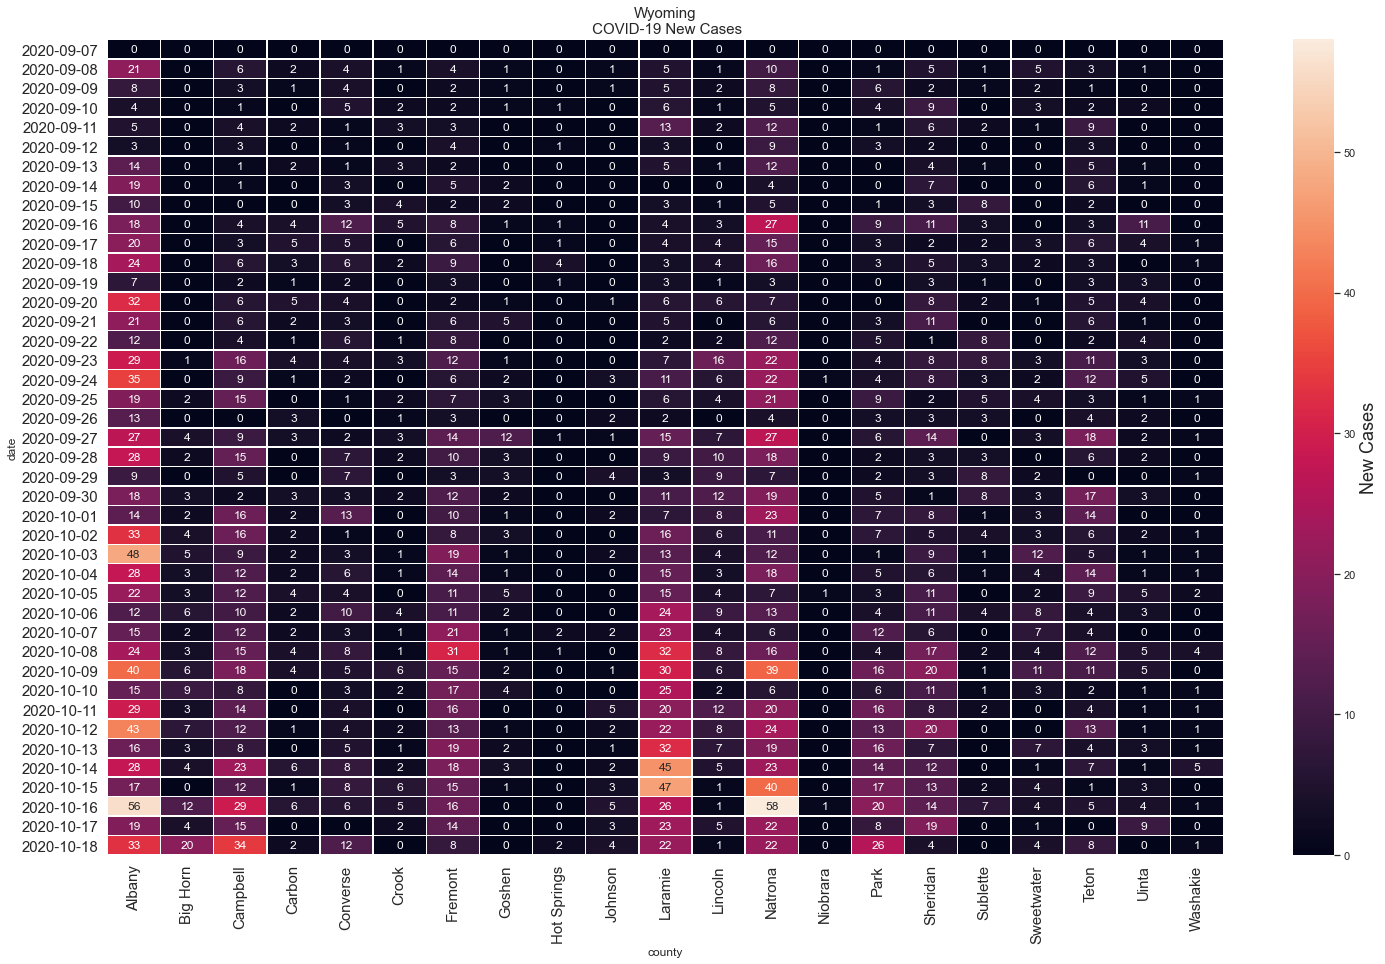 Wyoming
COVID-19 New Cases
2020-09-07 0 0 0 0 0 0 0 0 0 0 0 0 0 0 0 0 0 0 0 0 0
2020-09-08 21 0 6 2 4 1 4 1 0 1 5 1 10 0 1 5 1 5 3 1 0
2020-09-09 8 0 3 1 4 0 2 1 0 1 5 2 8 0 6 2 1 2 1 0 0
2020-09-10 4 0 1 0 5 2 2 1 1 0 6 1 5 0 4 9 0 3 2 2 0
2020-09-11 5 0 4 2 1 3 3 0 0 0 13 2 12 0 1 6 2 1 9 0 0
2020-09-12 3 0 3 0 1 0 4 0 1 0 3 0 9 0 3 2 0 0 3 0 0
2020-09-13 14 0 1 2 1 3 2 0 0 0 5 1 12 0 0 4 1 0 5 1 0
2020-09-14 19 0 1 0 3 0 5 2 0 0 0 0 4 0 0 7 0 0 6 1 0
2020-09-15 10 0 0 0 3 4 2 2 0 0 3 1 5 0 1 3 8 0 2 0 0
2020-09-16 18 0 4 4 12 5 8 1 1 0 4 3 27 0 9 11 3 0 3 11 0
2020-09-17 20 0 3 5 5 0 6 0 1 0 4 4 15 0 3 2 2 3 6 4 1
2020-09-18 24 0 6 3 6 2 9 0 4 0 3 4 16 0 3 5 3 2 3 0 1
2020-09-19 7 0 2 1 2 0 3 0 1 0 3 1 3 0 0 3 1 0 3 3 0
2020-09-20 32 0 6 5 4 0 2 1 0 1 6 6 7 0 0 8 2 1 5 4 0
2020-09-21 21 0 6 2 3 0 6 5 0 0 5 0 6 0 3 11 0 0 6 1 0
2020-09-22 12 0 4 1 6 1 8 0 0 0 2 2 12 0 5 1 8 0 2 4 0
2020-09-23 29 1 16 4 4 3 12 1 0 0 7 16 22 0 4 8 8 3 11 3 0
2020-09-24 35 0 9 1 2 0 6 2 0 3 11 6 22 1 4 8 3 2 12 5 0
2020-09-25 19 2 15 0 1 2 7 3 0 0 6 4 21 0 9 2 5 4 3 1 1
2020-09-26 13 0 0 3 0 1 3 0 0 2 2 0 4 0 3 3 3 0 4 2 0
2020-09-27 27 4 9 3 2 3 14 12 1 1 15 7 27 0 6 14 0 3 18 2 1
2020-09-28 28 2 15 0 7 2 10 3 0 0 9 10 18 0 2 3 3 0 6 2 0
2020-09-29 9 0 5 0 7 0 3 3 0 4 3 9 7 0 2 3 8 2 0 0 1
2020-09-30 18 3 2 3 3 2 12 2 0 0 11 12 19 0 5 1 8 3 17 3 0
2020-10-01 14 2 16 2 13 0 10 1 0 2 7 8 23 0 7 8 1 3 14 0 0
2020-10-02 33 4 16 2 1 0 8 3 0 0 16 6 11 0 7 5 4 3 6 2 1
2020-10-03 48 5 9 2 3 1 19 1 0 2 13 4 12 0 1 9 1 12 5 1 1
2020-10-04 28 3 12 2 6 1 14 1 0 0 15 3 18 0 5 6 1 4 14 1 1
2020-10-05 22 3 12 4 4 0 11 5 0 0 15 4 7 1 3 11 0 2 9 5 2
2020-10-06 12 6 10 2 10 4 11 2 0 0 24 9 13 0 4 11 4 8 4 3 0
2020-10-07 15 2 12 2 3 1 21 1 2 2 23 4 6 0 12 6 0 7 4 0 0
2020-10-08 24 3 15 4 8 1 31 1 1 0 32 8 16 0 4 17 2 4 12 5 4
2020-10-09 40 6 18 4 5 6 15 2 0 1 30 6 39 0 16 20 1 11 11 5 0
2020-10-10 15 9 8 0 3 2 17 4 0 0 25 2 6 0 6 11 1 3 2 1 1
2020-10-11 29 3 14 0 4 0 16 0 0 5 20 12 20 0 16 8 2 0 4 1 1
2020-10-12 43 7 12 1 4 2 13 1 0 2 22 8 24 0 13 20 0 0 13 1 1
2020-10-13 16 3 8 0 5 1 19 2 0 1 32 7 19 0 16 7 0 7 4 3 1
2020-10-14 28 4 23 6 8 2 18 3 0 2 45 5 23 0 14 12 0 1 7 1 5
2020-10-15 17 0 12 1 8 6 15 1 0 3 47 1 40 0 17 13 2 4 1 3 0
2020-10-16 56 12 29 6 6 5 16 0 0 5 26 1 58 1 20 14 7 4 5 4 1
2020-10-17 19 4 15 0 0 2 14 0 0 3 23 5 22 0 8 19 0 1 0 9 0
2020-10-18 33 20 34 2 12 0 8 0 2 4 22 1 22 0 26 4 0 4 8 0 1
date
Albany Big Horn Campbell Carbon Converse Crook Fremont Goshen Hot Springs Johnson Laramie Lincoln Natrona Niobrara Park Sheridan Sublette Sweetwater Teton Uinta Washakie
county
50
40
30
20
10
0
New Cases